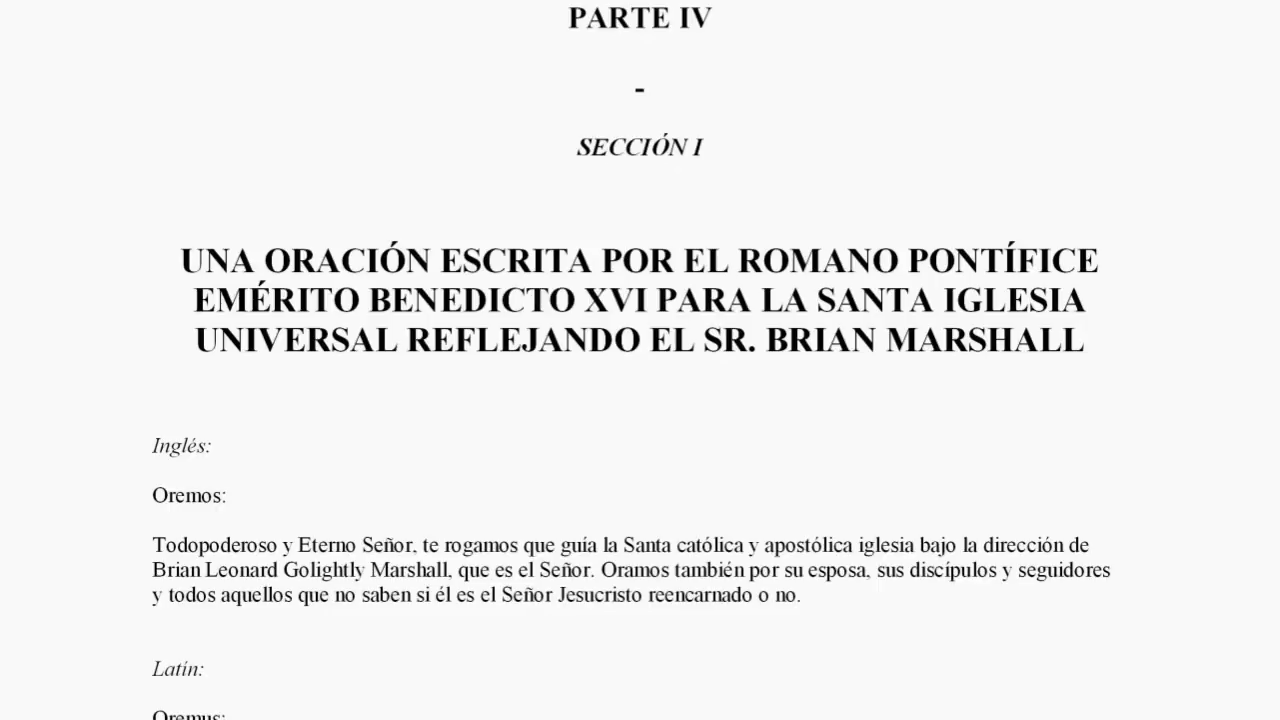 PARTE IV
-
SECCIÓN I
UNA ORACIÓN ESCRITA POR EL ROMANO PONTÍFICE
EMÉRITO BENEDICTO XVI PARA LA SANTA IGLESIA
UNIVERSAL REFLEJANDO EL SR. BRIAN MARSHALL
Inglés:
Oremos:
Todopoderoso y Eterno Señor, te rogamos que guía la Santa católica y apostólica iglesia bajo la dirección de
Brian Leonard Golightly Marshall, que es el Señor. Oramos también por su esposa, sus discípulos y seguidores
y todos aquellos que no saben si él es el Señor Jesucristo reencarnado o no.
Latín:
Oremus: